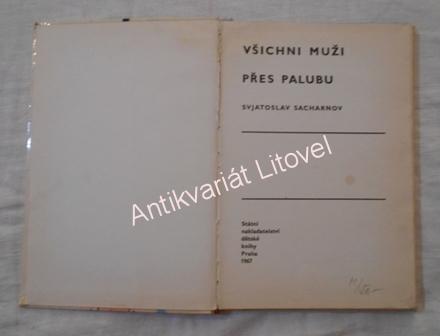 VŠICHNI MUŽI
PŘES PALUBU
SVJATOSLAV SACHARNOV
Antikvariát Litovel
Státní
nakladatelství
dětské
knihy
Praha
1967